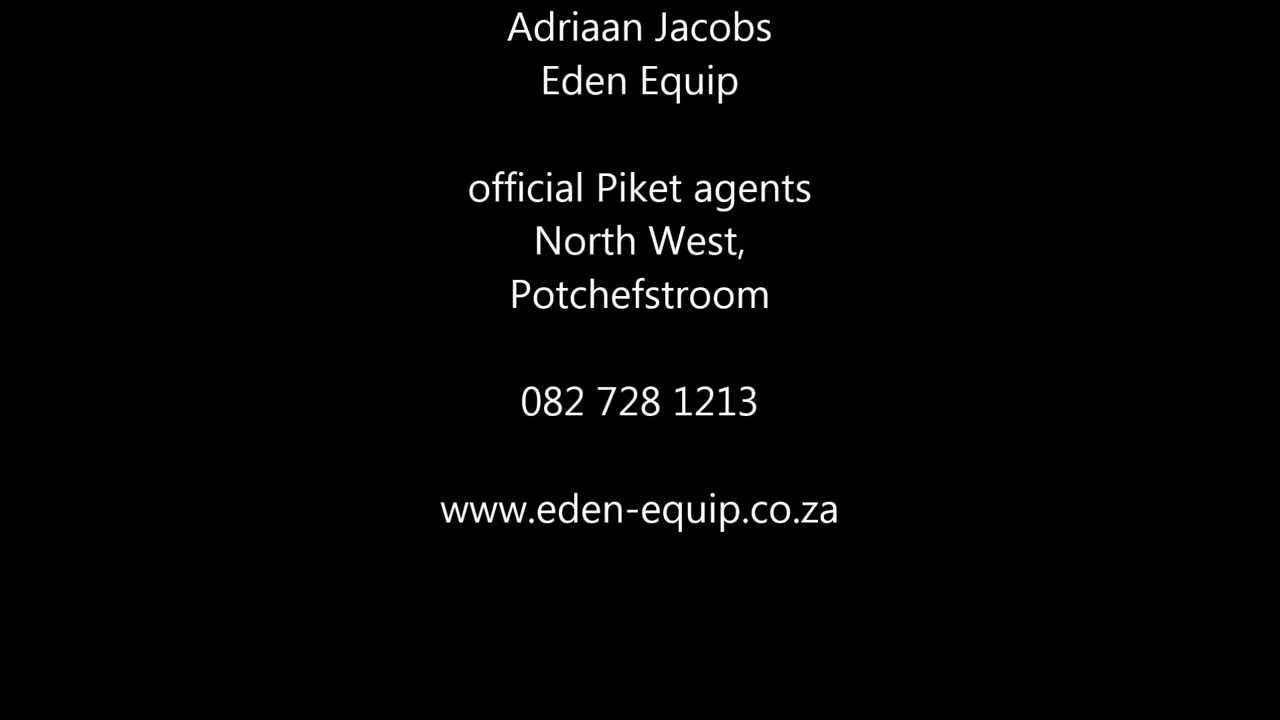 Adriaan Jacobs
Eden Equip
official Piket agents
North West,
Potchefstroom
082 728 1213
www.eden-equip.co.za